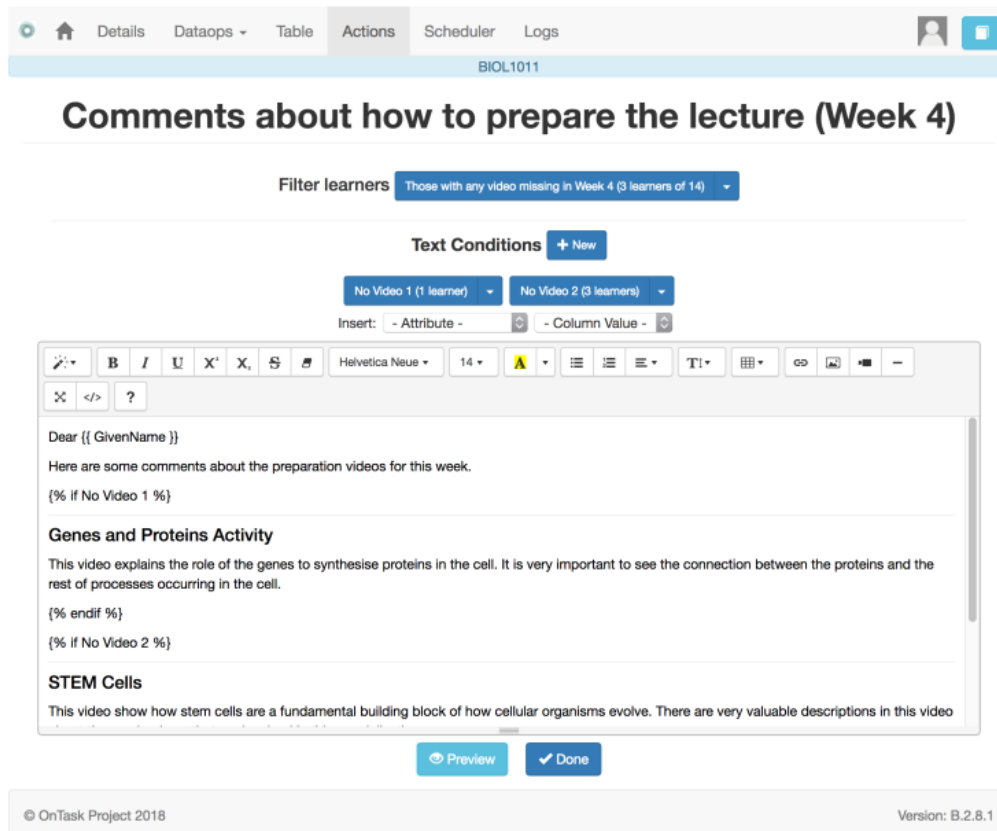 Details Dataops Table Actions Scheduler Logs
BIOL1011
Comments about how to prepare the lecture (Week 4)
Filter learners Those with any video missing in Week 4 (3 learners of 14)
Text Conditions + New
No Video 1 (1 learner) No Video 2 (3 learners)
Insert: - Attribute - - Column Value -
B I U X² X₂ S Helvetica Neue 14 A T! 
</> ?
Dear {{ GivenName }}
Here are some comments about the preparation videos for this week.
{% if No Video 1 %}
Genes and Proteins Activity
This video explains the role of the genes to synthesise proteins in the cell. It is very important to see the connection between the proteins and the
rest of processes occurring in the cell.
{% endif %}
{% if No Video 2 %}
STEM Cells
This video show how stem cells are a fundamental building block of how cellular organisms evolve. There are very valuable descriptions in this video
Preview Done
© OnTask Project 2018 Version: B.2.8.1